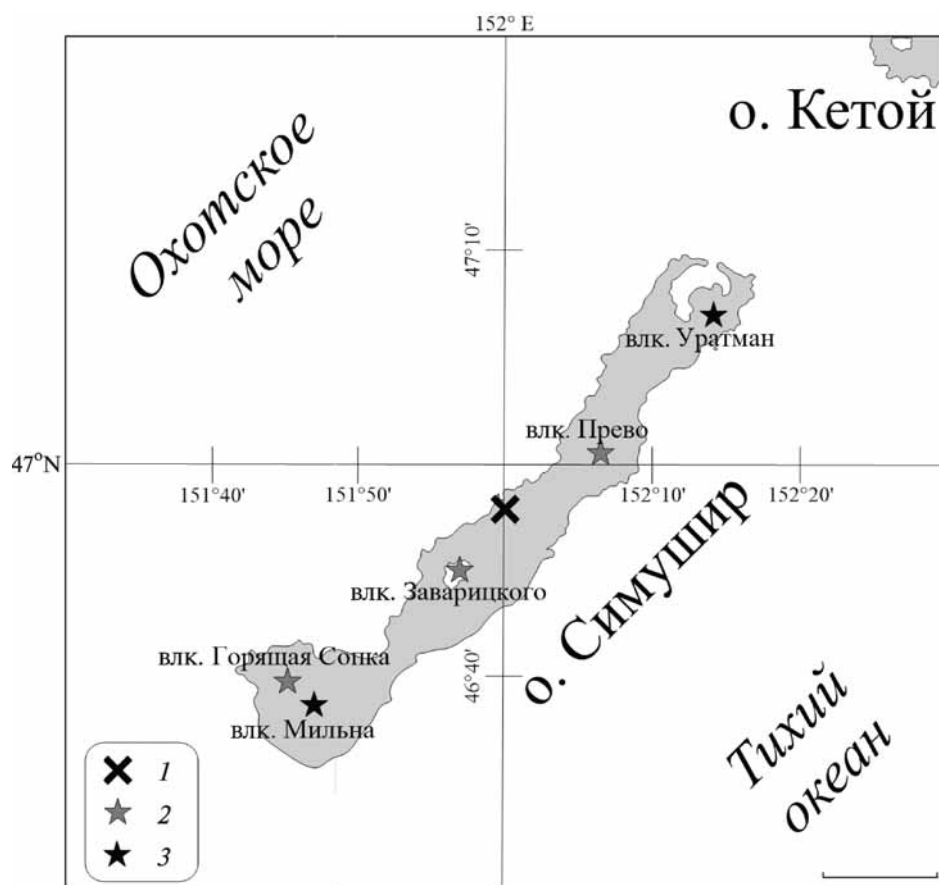 152° E
о. Кетой
Охотское
море
47°10'
влк. Уратман
влк. Прево
47°N
151°40'
151°50'
152°10'
152°20'
влк. Заварицкого
о. Симушир
влк. Горящая Сопка
46°40'
влк. Мильна
Тихий
океан
1
2
3